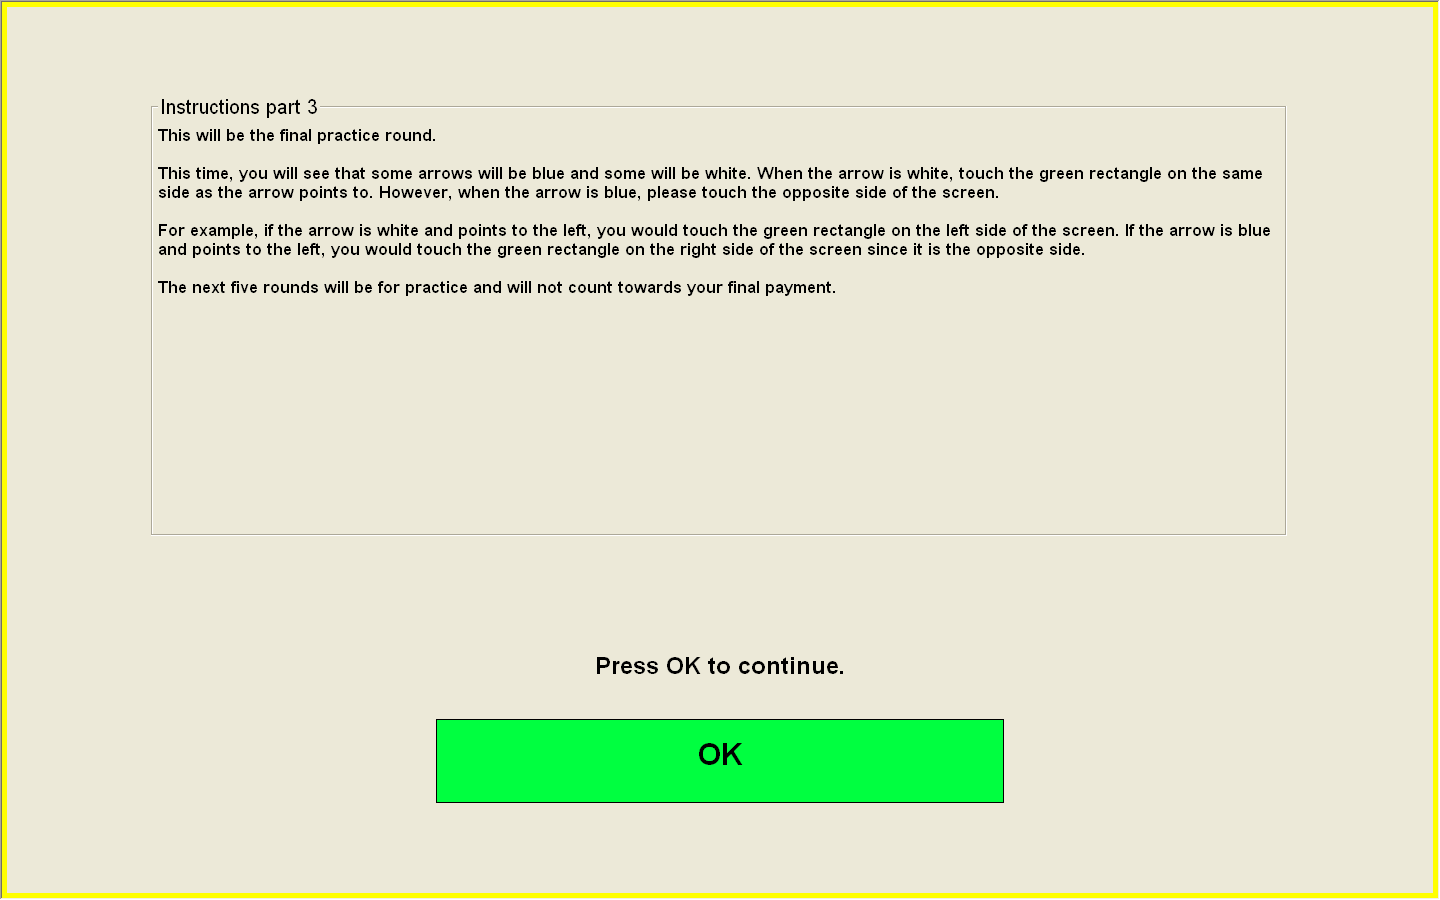 Instructions part 3
This will be the final practice round.
This time, you will see that some arrows will be blue and some will be white. When the arrow is white, touch the green rectangle on the same
side as the arrow points to. However, when the arrow is blue, please touch the opposite side of the screen.
For example, if the arrow is white and points to the left, you would touch the green rectangle on the left side of the screen. If the arrow is blue
and points to the left, you would touch the green rectangle on the right side of the screen since it is the opposite side.
The next five rounds will be for practice and will not count towards your final payment.
Press OK to continue.
OK